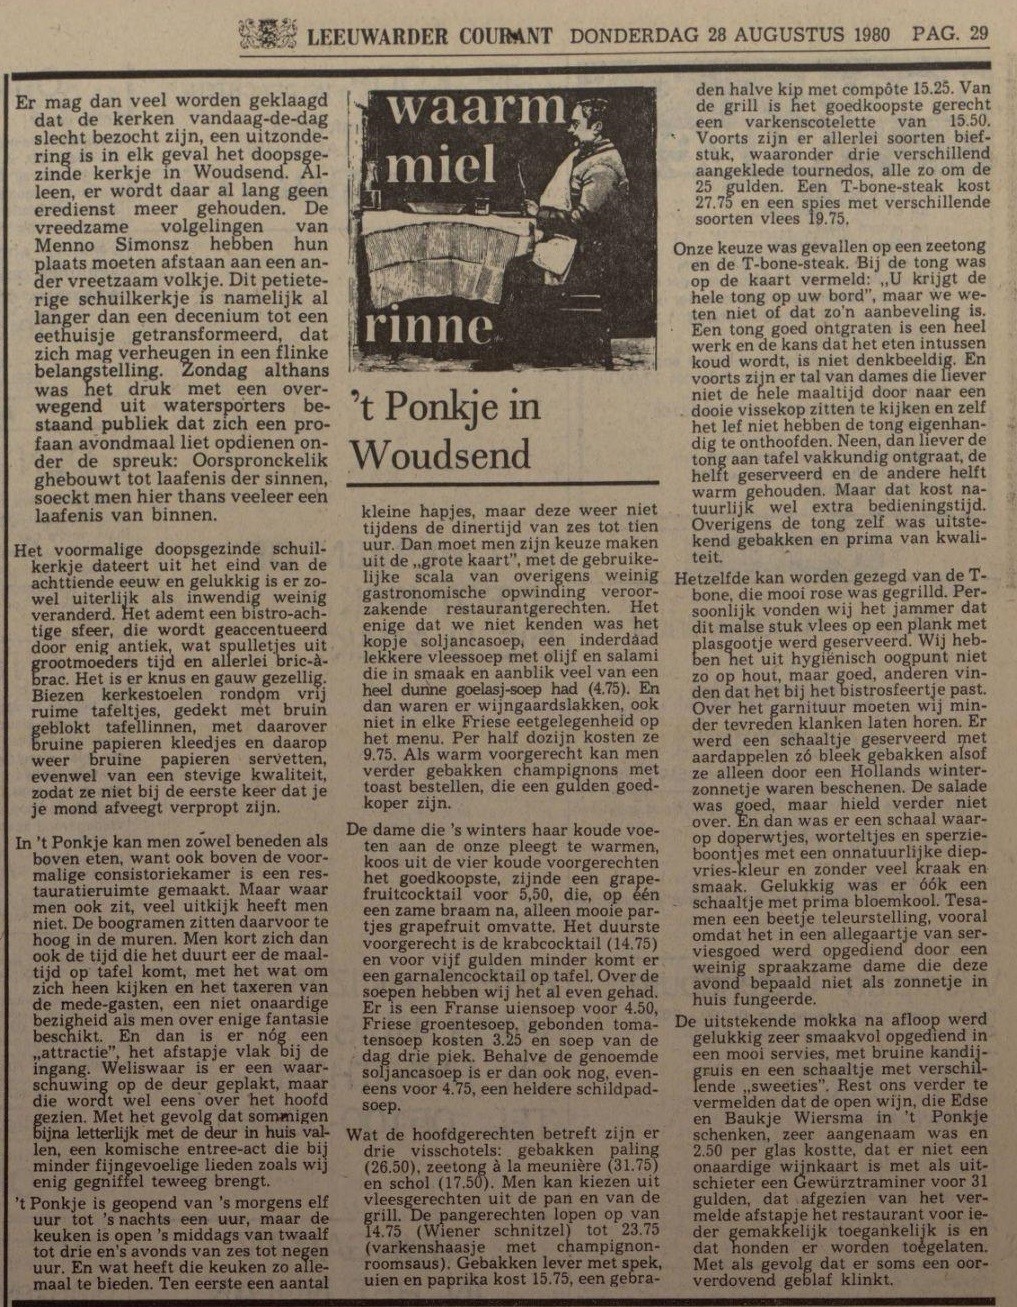 LEEUWARDER COURANT DONDERDAG 28 AUGUSTUS 1980 PAG. 29
Er mag dan veel worden geklaagd
dat de kerken vandaag-de-dag
slecht bezocht zijn, een uitzonde-
ring is in elk geval het doopsge-
zinde kerkje in Woudsend. Al-
leen, er wordt daar al lang geen
eredienst meer gehouden. De
vreedzame volgelingen van
Menno Simonsz hebben hun
plaats moeten afstaan aan een an-
der vreetzaam volkje. Dit petiete-
rige schuilkerkje is namelijk al
langer dan een decenium tot een
eethuisje getransformeerd, dat
zich mag verheugen in een flinke
belangstelling. Zondag althans
was het druk met een over-
wegend uit watersporters be-
staand publiek dat zich een pro-
faan avondmaal liet opdienen on-
der de spreuk: Oorspronckelik
ghebouwt tot laafenis der sinnen,
soeckt men hier thans veeleer een
laafenis van binnen.
Het voormalige doopsgezinde schuil-
kerkje dateert uit het eind van de
achttiende eeuw en gelukkig is er zo-
wel uiterlijk als inwendig weinig
veranderd. Het ademt een bistro-ach-
tige sfeer, die wordt geaccentueerd
door enig antiek, wat spulletjes uit
grootmoeders tijd en allerlei bric-à-
brac. Het is er knus en gauw gezellig.
Biezen kerkestoelen rondom vrij
ruime tafeltjes, gedekt met bruin
geblokt tafellinnen, met daarover
bruine papieren kleedjes en daarop
weer bruine papieren servetten,
evenwel van een stevige kwaliteit,
zodat ze niet bij de eerste keer dat je
je mond afveegt verpropt zijn.
In 't Ponkje kan men zówel beneden als
boven eten, want ook boven de voor-
malige consistoriekamer is een res-
tauratieruimte gemaakt. Maar waar
men ook zit, veel uitkijk heeft men
niet. De boogramen zitten daarvoor te
hoog in de muren. Men kort zich dan
ook de tijd die het duurt eer de maal-
tijd op tafel komt, met het wat om
zich heen kijken en het taxeren van
de mede-gasten, een niet onaardige
bezigheid als men over enige fantasie
beschikt. En dan is er nóg een
„attractie”, het afstapje vlak bij de
ingang. Weliswaar is er een waar-
schuwing op de deur geplakt, maar
die wordt wel eens over het hoofd
gezien. Met het gevolg dat sommigen
bijna letterlijk met de deur in huis val-
len, een komische entree-act die bij
minder fijngevoelige lieden zoals wij
enig gegniffel teweeg brengt.
't Ponkje is geopend van 's morgens elf
uur tot 's nachts een uur, maar de
keuken is open 's middags van twaalf
tot drie en's avonds van zes tot negen
uur. En wat heeft die keuken zo alle-
maal te bieden. Ten eerste een aantal
waarm
miel
rinne
't Ponkje in
Woudsend
kleine hapjes, maar deze weer niet
tijdens de dinertijd van zes tot tien
uur. Dan moet men zijn keuze maken
uit de „grote kaart”, met de gebruike-
lijke scala van overigens weinig
gastronomische opwinding veroor-
zakende restaurantgerechten. Het
enige dat we niet kenden was het
kopje soljancasoep, een inderdaad
lekkere vleessoep met olijf en salami
die in smaak en aanblik veel van een
heel dunne goelasj-soep had (4.75). En
dan waren er wijngaardslakken, ook
niet in elke Friese eetgelegenheid op
het menu. Per half dozijn kosten ze
9.75. Als warm voorgerecht kan men
verder gebakken champignons met
toast bestellen, die een gulden goed-
koper zijn.
De dame die 's winters haar koude voe-
ten aan de onze pleegt te warmen,
koos uit de vier koude voorgerechten
het goedkoopste, zijnde een grape-
fruitcocktail voor 5,50, die, op één
een zame braam na, alleen mooie par-
tjes grapefruit omvatte. Het duurste
voorgerecht is de krabcocktail (14.75)
en voor vijf gulden minder komt er
een garnalencocktail op tafel. Over de
soepen hebben wij het al even gehad.
Er is een Franse uiensoep voor 4.50,
Friese groentesoep, gebonden toma-
tensoep kosten 3.25 en soep van de
dag drie piek. Behalve de genoemde
soljancasoep is er dan ook nog, even-
eens voor 4.75, een heldere schildpad-
soep.
Wat de hoofdgerechten betreft zijn er
drie visschotels: gebakken paling
(26.50), zeetong à la meunière (31.75)
en schol (17.50). Men kan kiezen uit
vleesgerechten uit de pan en van de
grill. De pangerechten lopen op van
14.75 (Wiener schnitzel) tot 23.75
(varkenshaasje met champignon-
roomsaus). Gebakken lever met spek,
uien en paprika kost 15.75, een gebra-
den halve kip met compôte 15.25. Van
de grill is het goedkoopste gerecht
een varkenscotelette van 15.50.
Voorts zijn er allerlei soorten bief-
stuk, waaronder drie verschillend
aangeklede tournedos, alle zo om de
25 gulden. Een T-bone-steak kost
27.75 en een spies met verschillende
soorten vlees 19.75.
Onze keuze was gevallen op een zeetong
en de T-bone-steak. Bij de tong was
op de kaart vermeld: „U krijgt de
hele tong op uw bord”, maar we we-
ten niet of dat zo'n aanbeveling is.
Een tong goed ontgraten is een heel
werk en de kans dat het eten intussen
koud wordt, is niet denkbeeldig. En
voorts zijn er tal van dames die liever
niet de hele maaltijd door naar een
dooie vissekop zitten te kijken en zelf
het lef niet hebben de tong eigenhan-
dig te onthoofden. Neen, dan liever de
tong aan tafel vakkundig ontgraat, de
helft geserveerd en de andere helft
warm gehouden. Maar dat kost na-
tuurlijk wel extra bedieningstijd.
Overigens de tong zelf was uitste-
kend gebakken en prima van kwali-
teit.
Hetzelfde kan worden gezegd van de T-
bone, die mooi rose was gegrilld. Per-
soonlijk vonden wij het jammer dat
dit malse stuk vlees op een plank met
plasgootje werd geserveerd. Wij heb-
ben het uit hygiënisch oogpunt niet
zo op hout, maar goed, anderen vin-
den dat het bij het bistrosfeertje past.
Over het garnituur moeten wij min-
der tevreden klanken laten horen. Er
werd een schaaltje geserveerd met
aardappelen zó bleek gebakken alsof
ze alleen door een Hollands winter-
zonnetje waren beschenen. De salade
was goed, maar hield verder niet
over. En dan was er een schaal waar-
op doperwtjes, worteltjes en sperzie-
boontjes met een onnatuurlijke diep-
vries-kleur en zonder veel kraak en
smaak. Gelukkig was er óók een
schaaltje met prima bloemkool. Tesa-
men een beetje teleurstelling, vooral
omdat het in een allegaartje van ser-
viesgoed werd opgediend door een
weinig spraakzame dame die deze
avond bepaald niet als zonnetje in
huis fungeerde.
De uitstekende mokka na afloop werd
gelukkig zeer smaakvol opgediend in
een mooi servies, met bruine kandij-
gruis en een schaaltje met verschil-
lende „sweeties”. Rest ons verder te
vermelden dat de open wijn, die Edse
en Baukje Wiersma in 't Ponkje
schenken, zeer aangenaam was en
2.50 per glas kostte, dat er niet een
onaardige wijnkaart is met als uit-
schieter een Gewürztraminer voor 31
gulden, dat afgezien van het ver-
melde afstapje het restaurant voor ie-
der gemakkelijk toegankelijk is en
dat honden er worden toegelaten.
Met als gevolg dat er soms een oor-
verdovend geblaf klinkt.